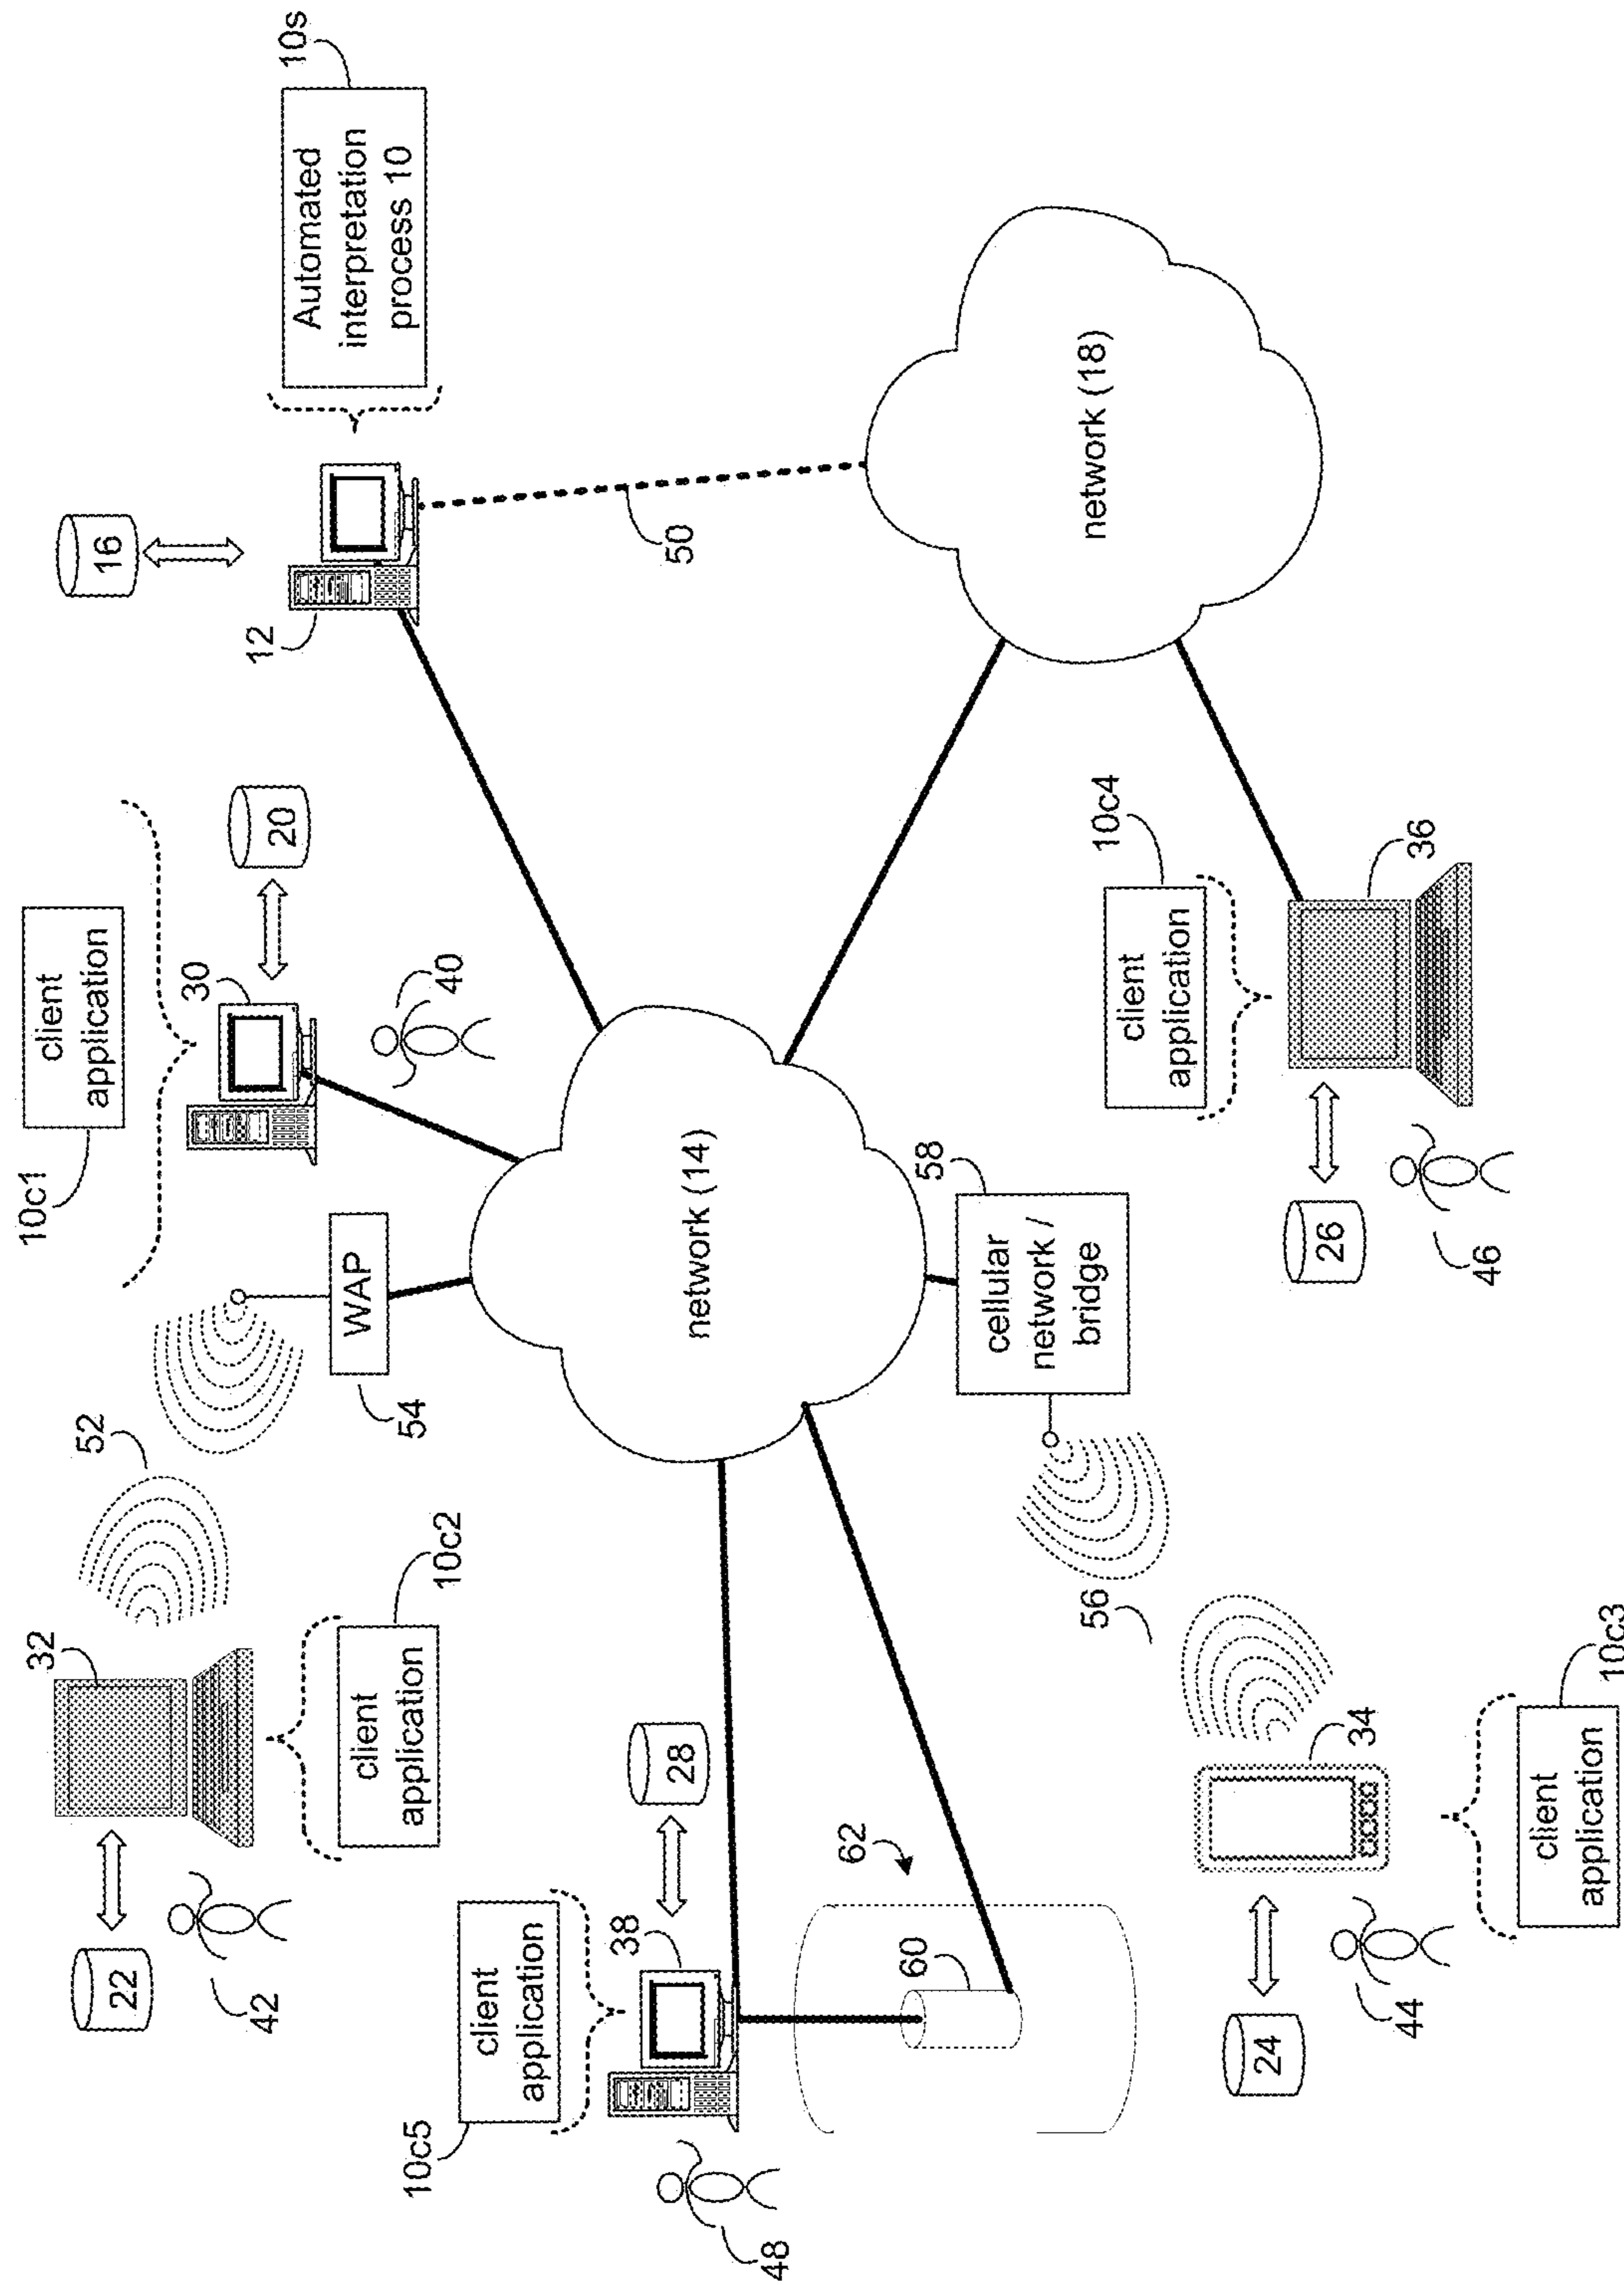 10c1
client
application
30
20
40
16
12
10s
Automated
interpretation
process 10
32
22
42
52
54
WAP
10c2
client
application
10c5
client
application
38
28
48
network (14)
50
network (18)
62
60
58
cellular
network /
bridge
56
10c4
client
application
36
26
46
34
24
44
10c3
client
application